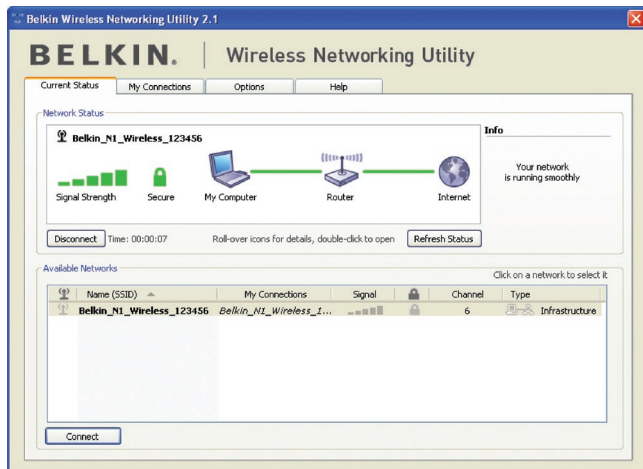 Belkin Wireless Networking Utility 2.1
BELKIN. Wireless Networking Utility
Current Status My Connections Options Help
Network Status
Belkin_N1_Wireless_123456
Signal Strength Secure My Computer Router Internet
Info
Your network
is running smoothly
Disconnect Time: 00:00:07 Roll-over icons for details, double-click to open Refresh Status
Available Networks
Click on a network to select it
Name (SSID) My Connections Signal Channel Type
Belkin_N1_Wireless_123456 Belkin_N1_Wireless_1... 6 Infrastructure
Connect